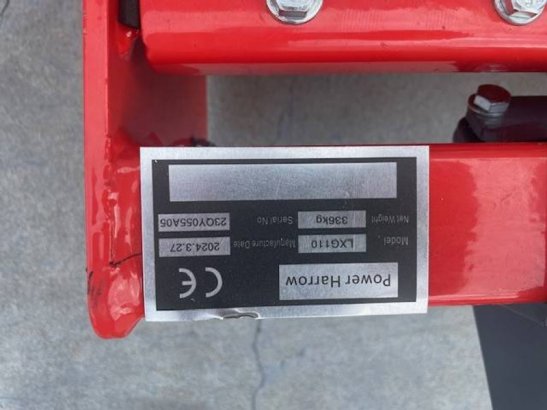 Power Harrow
CE
Model, LXG110 Manufacture Date 2024.3.27
Net Weight 336kg Serial No 23QY055A05